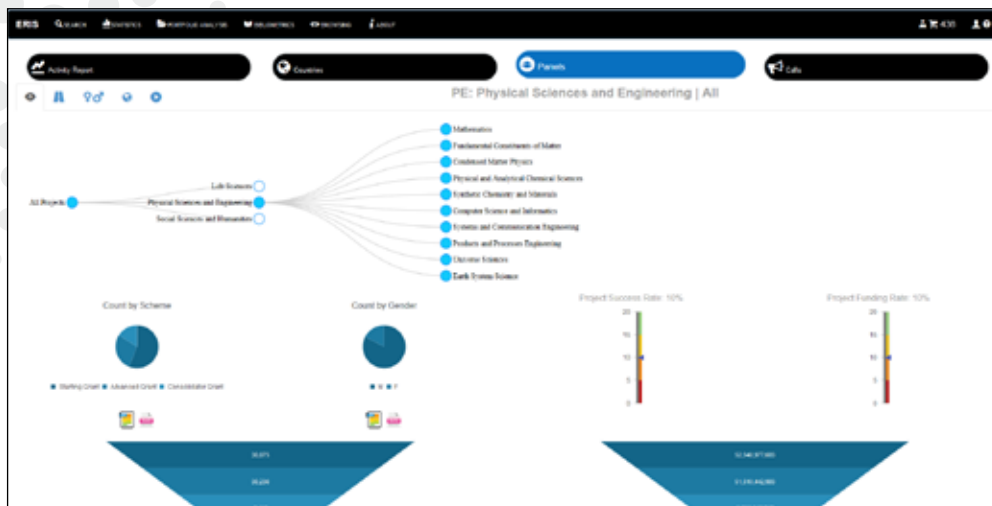 ERIS SEARCH STATISTICS PORTFOLIO ANALYSIS BIBLIOMETRICS ABOUT 438
Activity Report Countries Panels Calls
PE: Physical Sciences and Engineering | All
Mathematics
Fundamental Constituents of Matter
Condensed Matter Physics
Physical and Analytical Chemical Sciences
Life Sciences
Synthetic Chemistry and Materials
All Projects Physical Sciences and Engineering
Computer Science and Informatics
Social Sciences and Humanities
Systems and Communication Engineering
Products and Processes Engineering
Universe Sciences
Earth System Science
Count by Scheme Count by Gender Project Success Rate: 10% Project Funding Rate: 10%
20 20
15 15
10 10
5 5
0 0
Starting Grant Advanced Grant Consolidator Grant M F